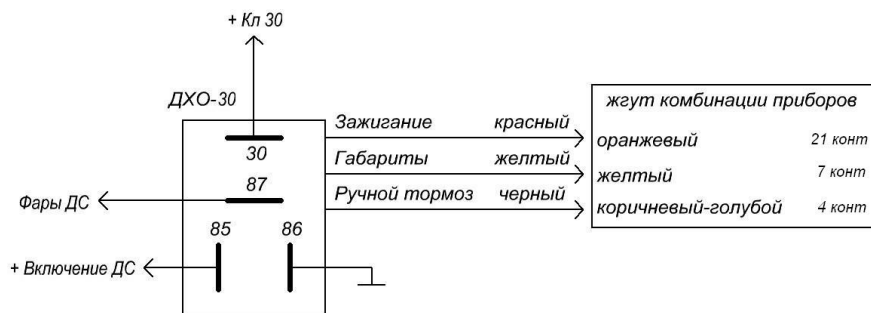 + Кл 30
ДХО-30
30
87
85 86
Фары ДС
+ Включение ДС
Зажигание красный
Габариты желтый
Ручной тормоз черный
жгут комбинации приборов
оранжевый 21 конт
желтый 7 конт
коричневый-голубой 4 конт